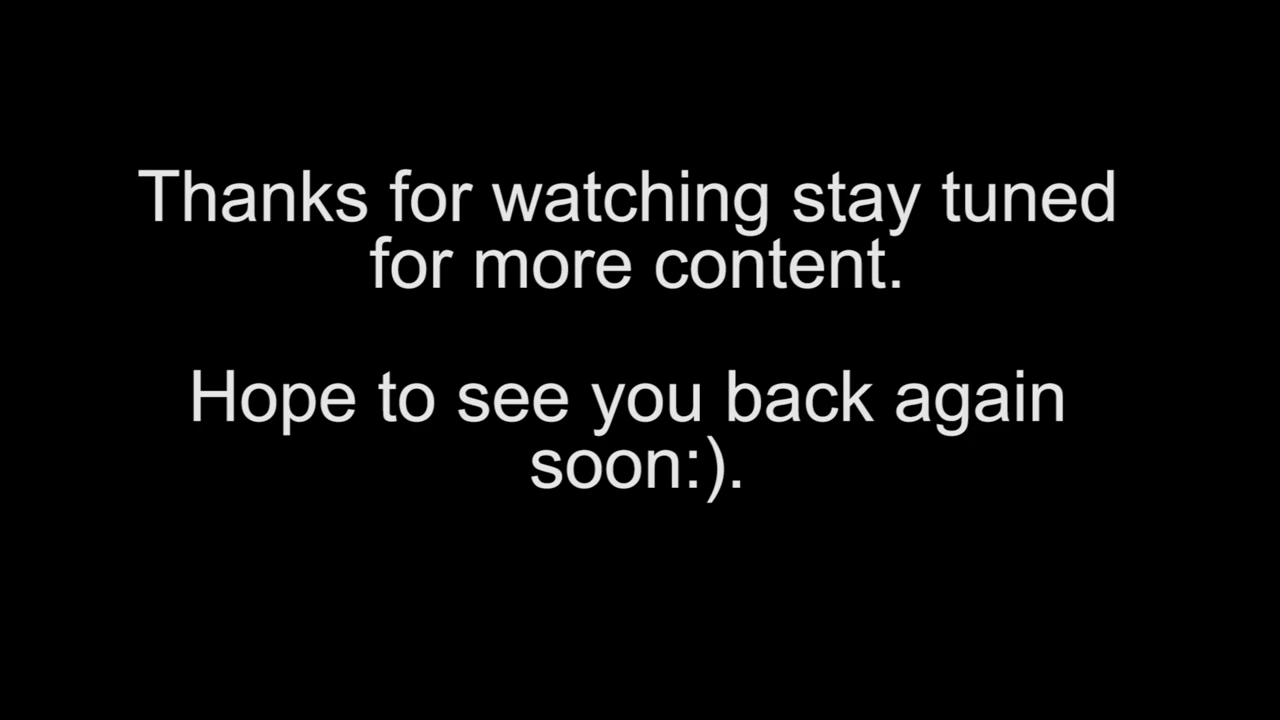 Thanks for watching stay tuned
for more content.
Hope to see you back again
soon:).